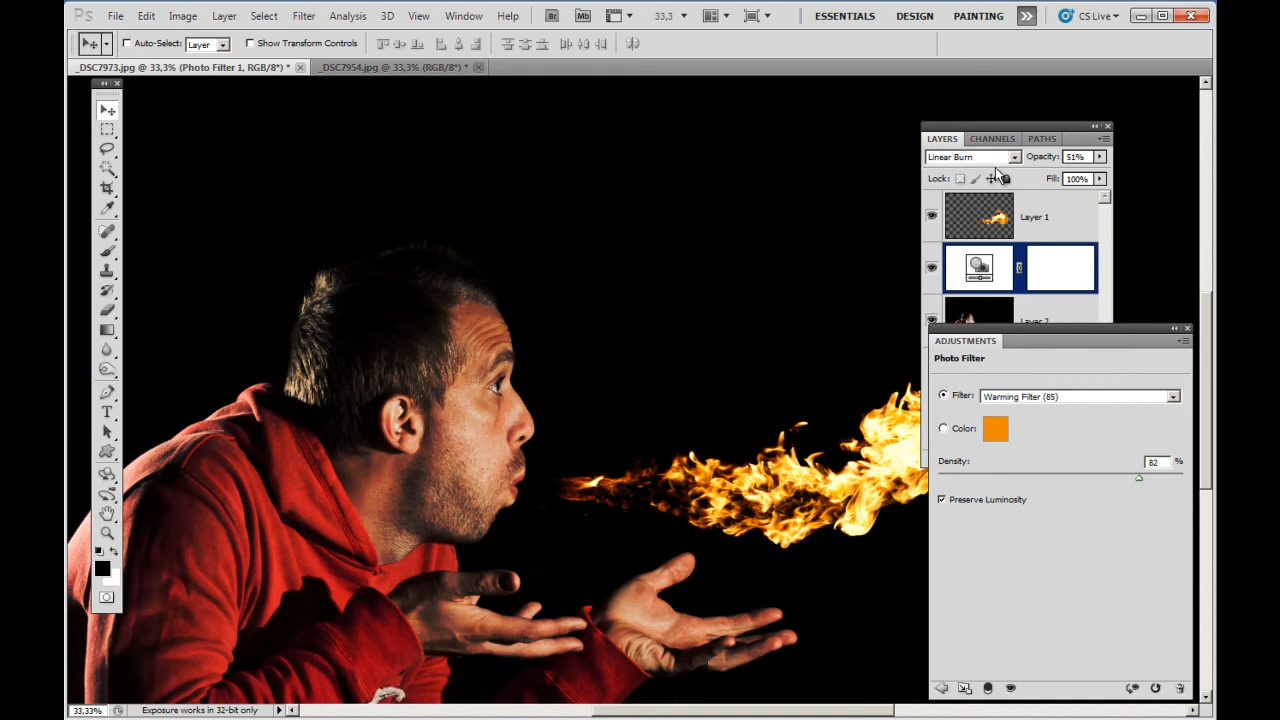 Ps File Edit Image Layer Select Filter Analysis 3D View Window Help Br Mb 33,3 ESSENTIALS DESIGN PAINTING CS Live
Auto-Select: Layer Show Transform Controls
_DSC7973.jpg @ 33,3% (Photo Filter 1, RGB/8*) * _DSC7954.jpg @ 33,3% (RGB/8*) *
LAYERS CHANNELS PATHS
Linear Burn Opacity: 51%
Lock: Fill: 100%
Layer 1
Layer 2
ADJUSTMENTS
Photo Filter
Filter: Warming Filter (85)
Color:
Density: 82 %
Preserve Luminosity
33,33% Exposure works in 32-bit only